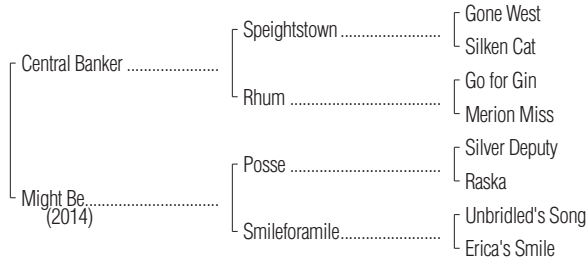 Gone West
Speightstown
Silken Cat
Central Banker
Go for Gin
Rhum
Merion Miss
Silver Deputy
Posse
Raska
Might Be
(2014)
Unbridled's Song
Smileforamile
Erica's Smile